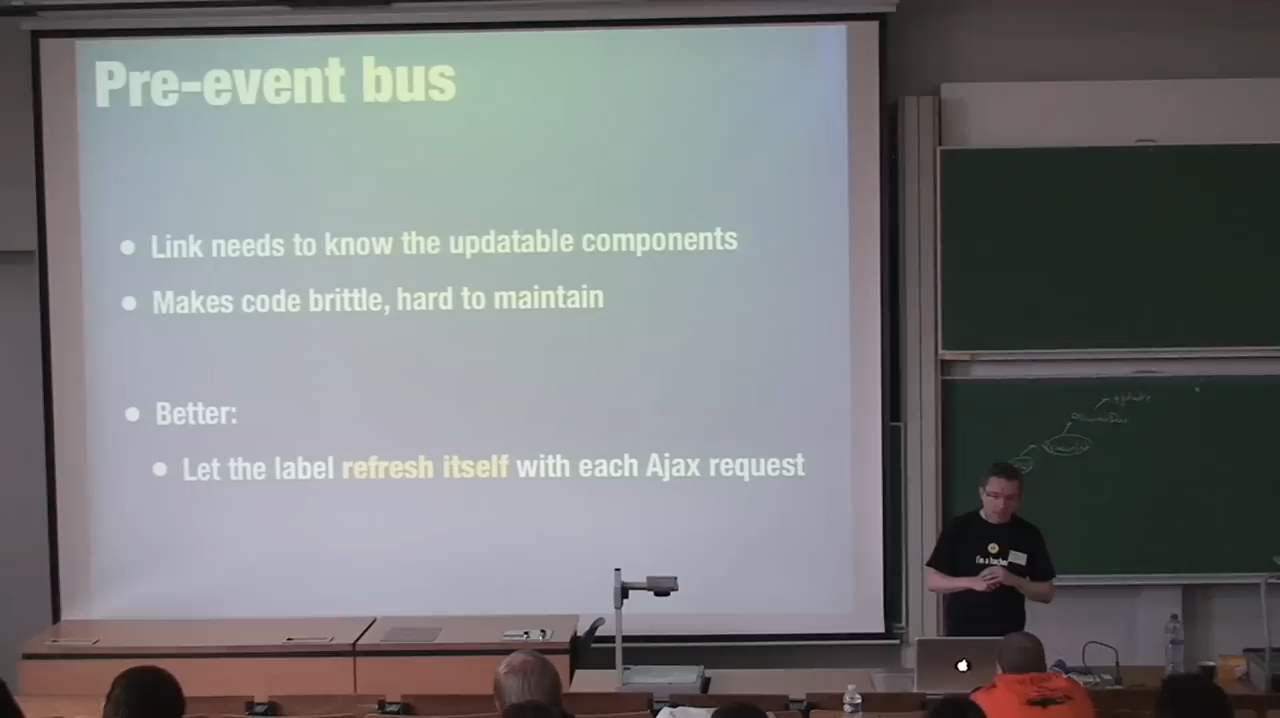 Pre-event bus
• Link needs to know the updatable components
• Makes code brittle, hard to maintain
• Better:
• Let the label refresh itself with each Ajax request
I'm a hacker